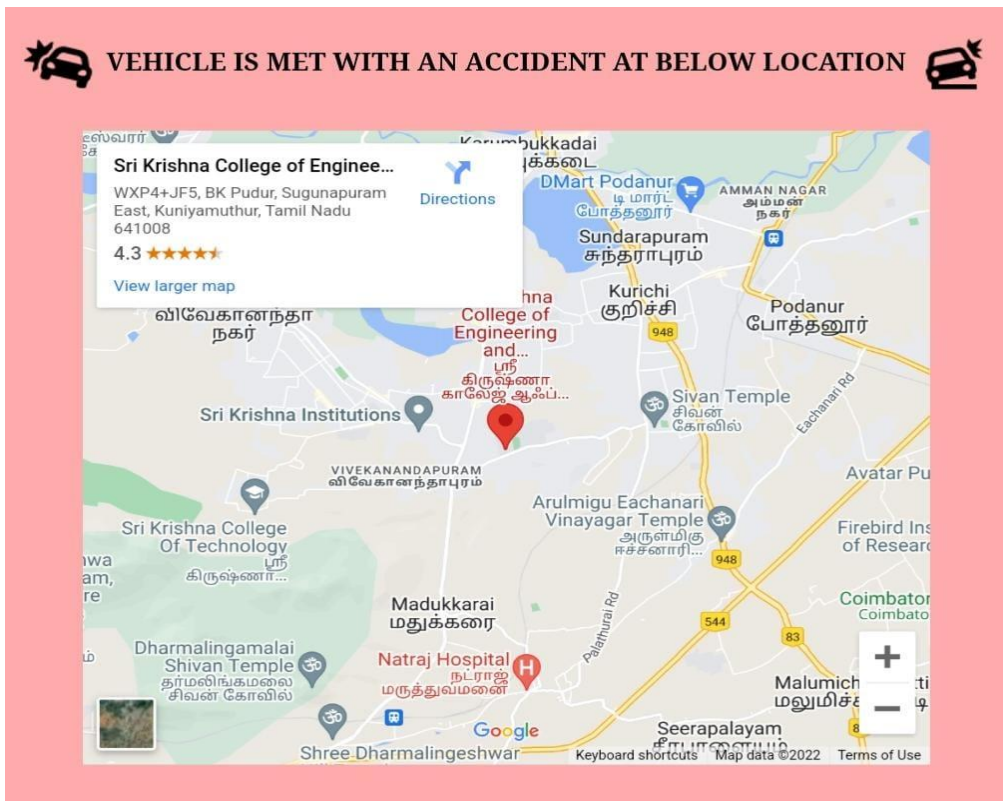 VEHICLE IS MET WITH AN ACCIDENT AT BELOW LOCATION
Sri Krishna College of Enginee...
WXP4+JF5, BK Pudur, Sugunapuram
East, Kuniyamuthur, Tamil Nadu
641008
4.3
View larger map
Directions
DMart Podanur
டி மார்ட்
போத்தனூர்
AMMAN NAGAR
அம்மன்
நகர்
Sundarapuram
சுந்தராபுரம்
Kurichi
குறிச்சி
948
Podanur
போத்தனூர்
விவேகானந்தா
நகர்
College of
Engineering
and...
ஸ்ரீ
கிருஷ்ணா
காலேஜ் ஆஃப்...
Sri Krishna Institutions
Sivan Temple
சிவன்
கோவில்
Eachanari Rd
VIVEKANANDAPURAM
விவேகானந்தபுரம்
Avatar Pu
Sri Krishna College
Of Technology
ஸ்ரீ
கிருஷ்ணா...
Arulmigu Eachanari
Vinayagar Temple
அருள்மிகு
ஈச்சனாரி...
Firebird Ins
of Researc
948
Madukkarai
மதுக்கரை
Palathurai Rd
544
83
Coimbator
Coimbato
Dharmalingamalai
Shivan Temple
தர்மலிங்கமலை
சிவன் கோவில்
Natraj Hospital
நடராஜ்
மருத்துவமனை
H
Malumich
மலுமிச்ச
+
−
Shree Dharmalingeshwar
Google
Seerapalayam
Keyboard shortcuts
Map data ©2022
Terms of Use